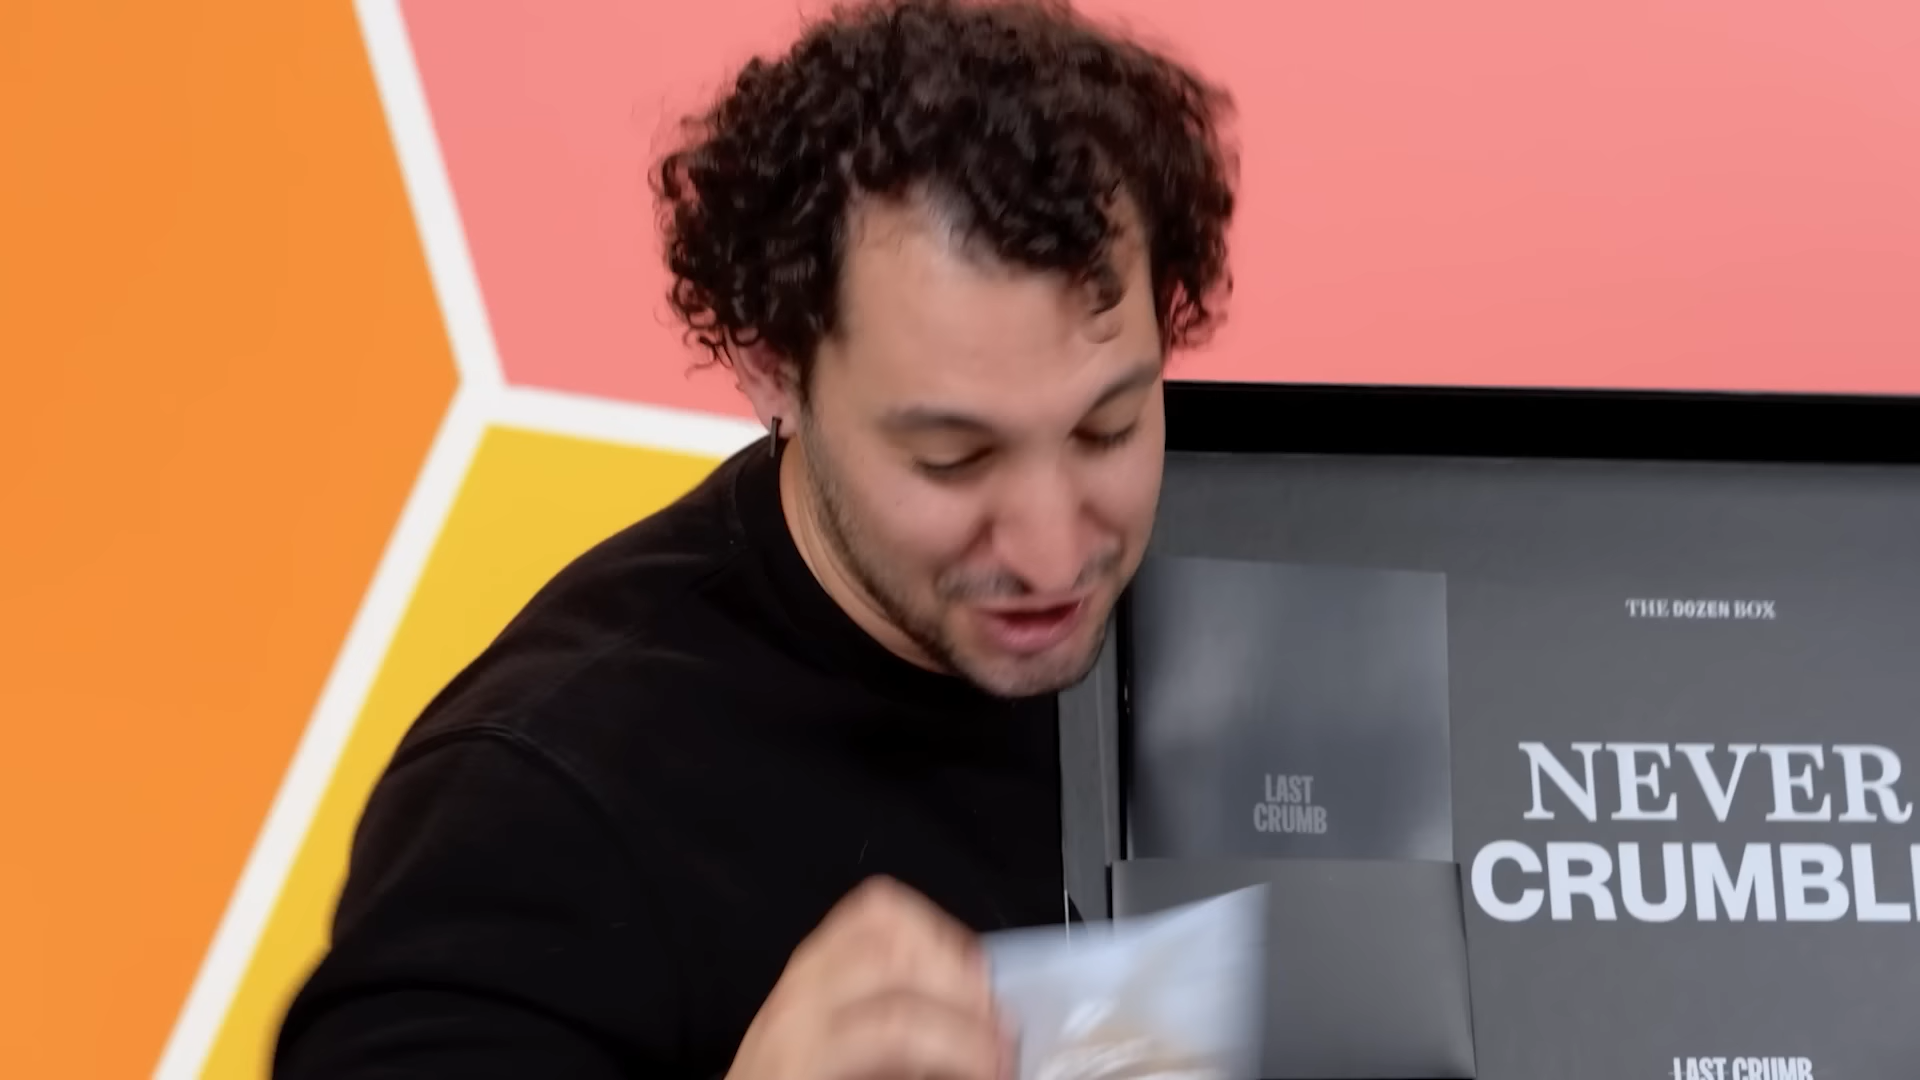 THE DOZEN BOX
LAST
CRUMB
NEVER
CRUMBL
LAST CRUMB